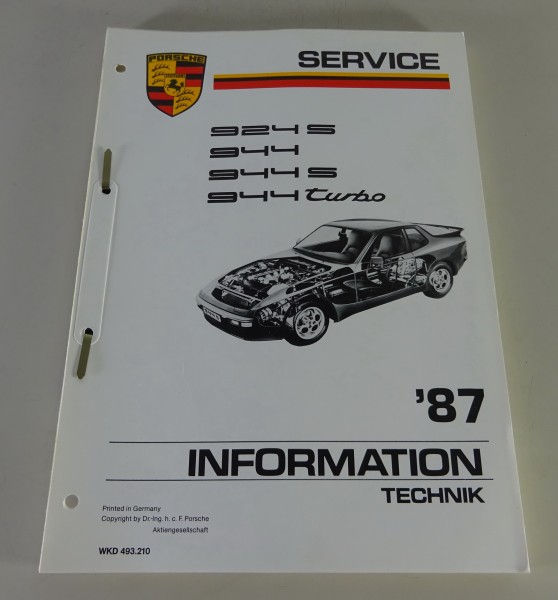 PORSCHE
SERVICE
924 S
944
944 S
944 turbo
'87
INFORMATION
TECHNIK
Printed in Germany
Copyright by Dr.-Ing. h. c. F. Porsche
Aktiengesellschaft
WKD 493.210